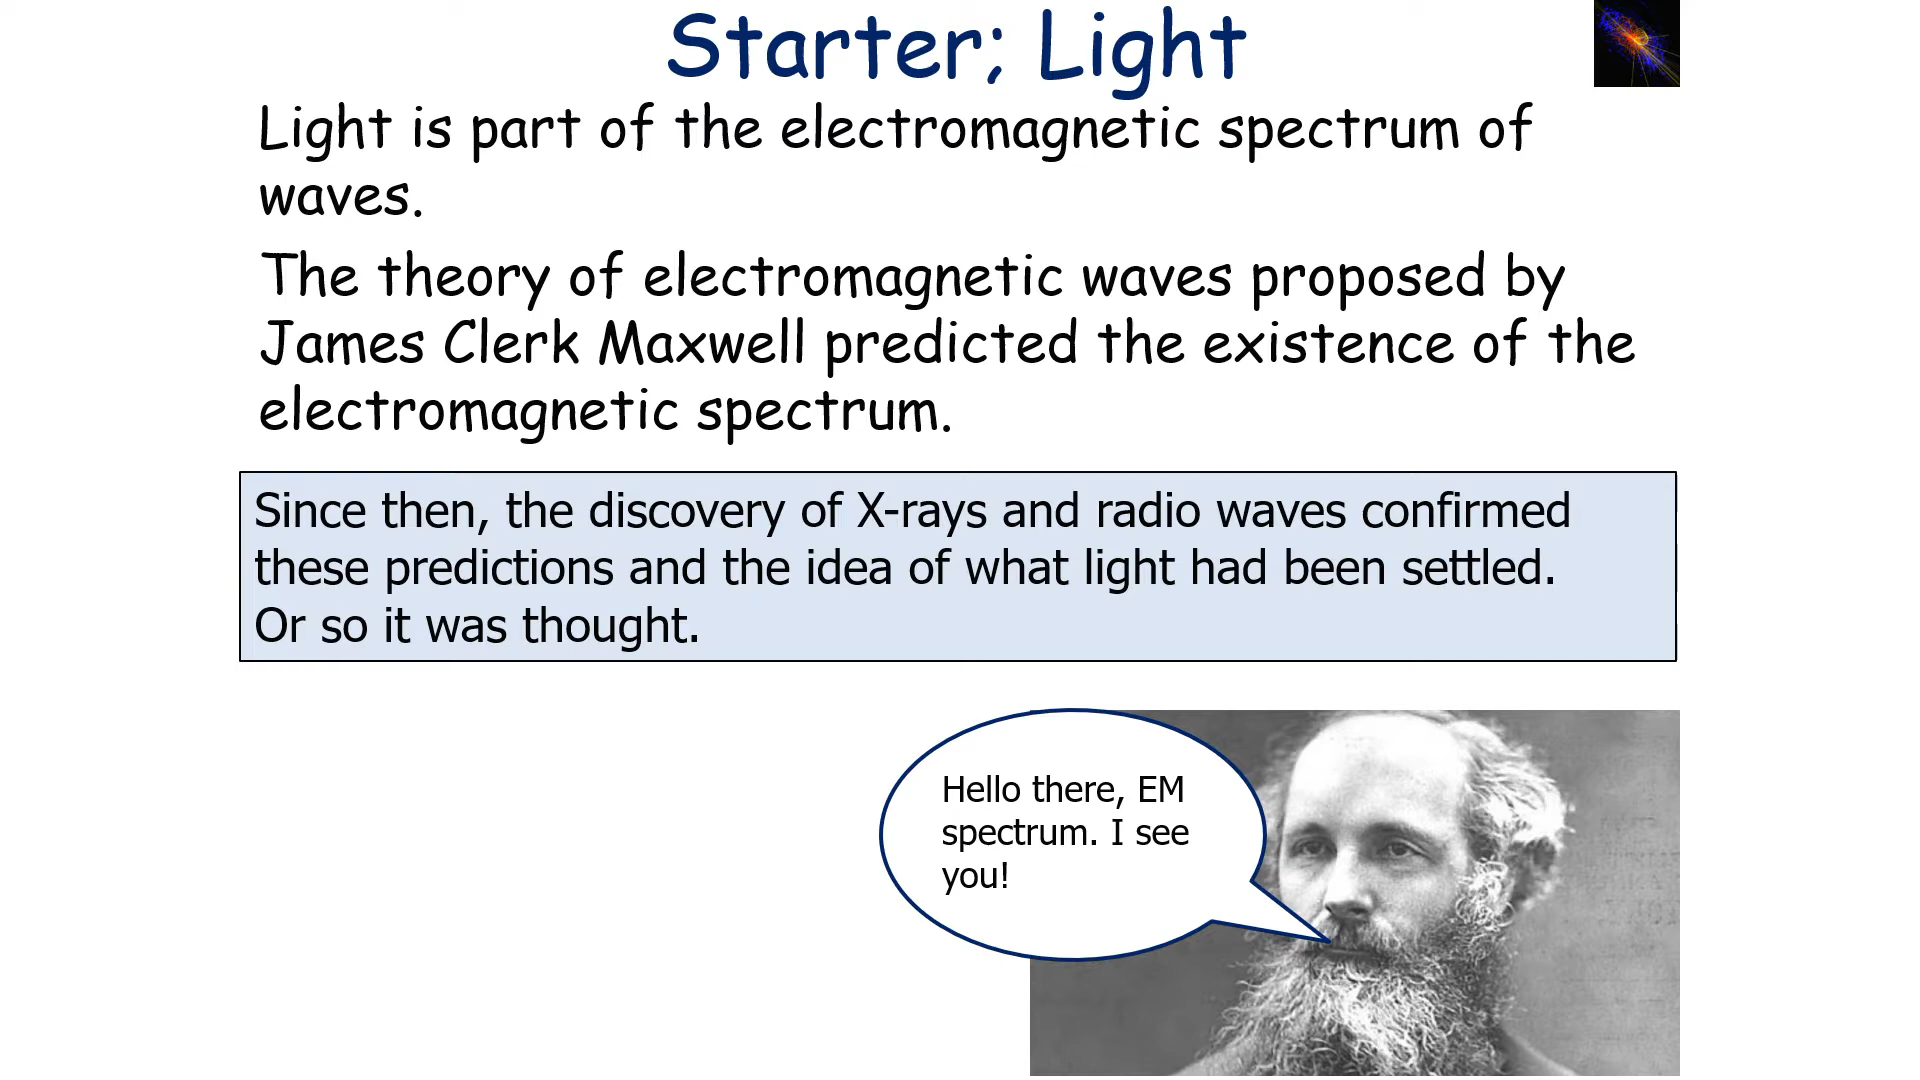 Starter; Light
Light is part of the electromagnetic spectrum of
waves.
The theory of electromagnetic waves proposed by
James Clerk Maxwell predicted the existence of the
electromagnetic spectrum.
Since then, the discovery of X-rays and radio waves confirmed
these predictions and the idea of what light had been settled.
Or so it was thought.
Hello there, EM
spectrum. I see
you!